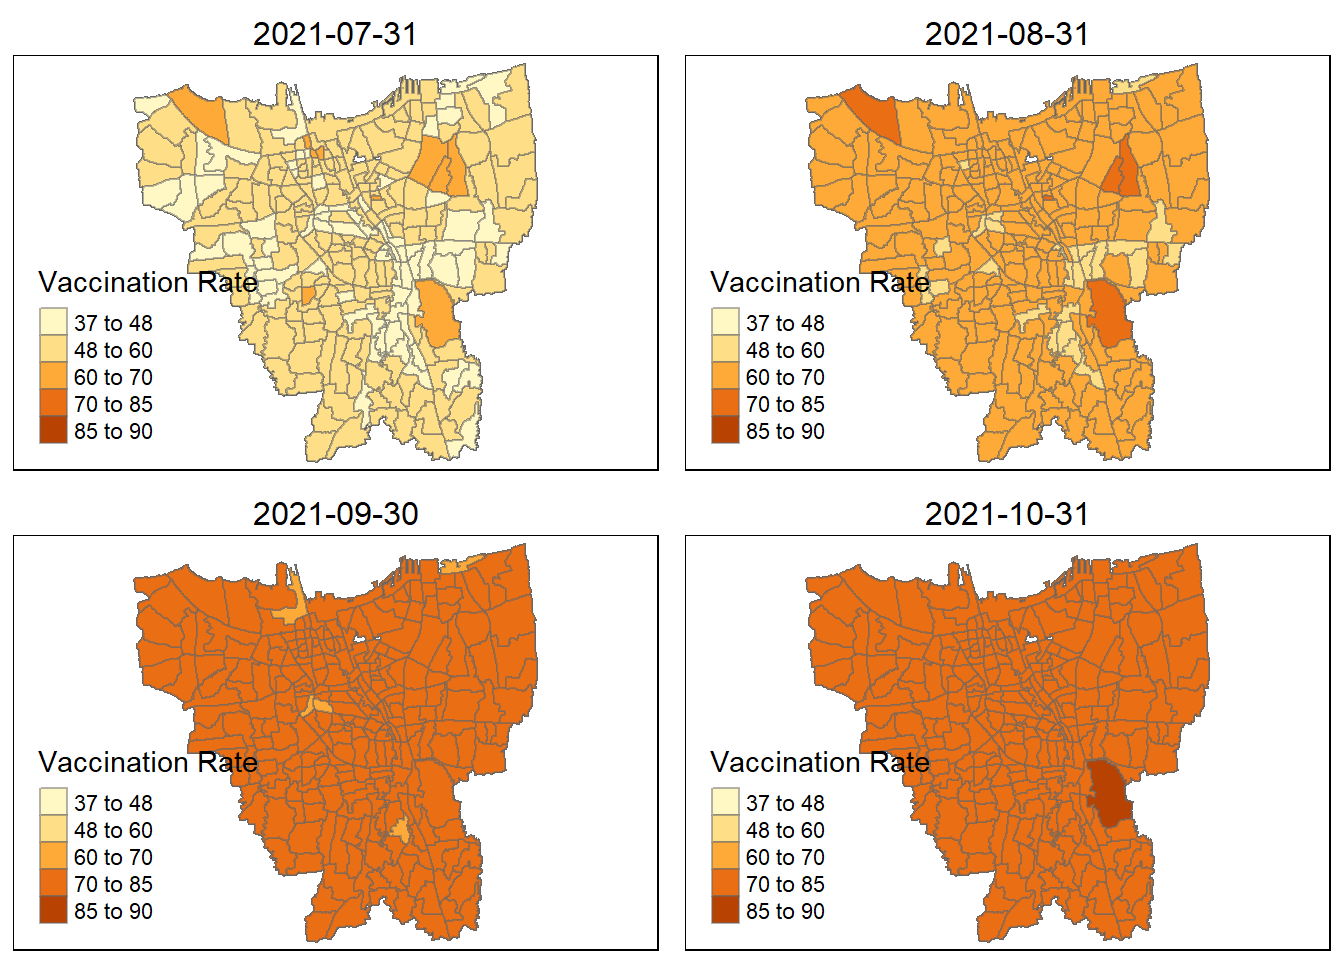 2021-07-31
Vaccination Rate
37 to 48
48 to 60
60 to 70
70 to 85
85 to 90
2021-08-31
Vaccination Rate
37 to 48
48 to 60
60 to 70
70 to 85
85 to 90
2021-09-30
Vaccination Rate
37 to 48
48 to 60
60 to 70
70 to 85
85 to 90
2021-10-31
Vaccination Rate
37 to 48
48 to 60
60 to 70
70 to 85
85 to 90